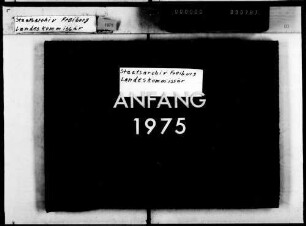 Staatsarchiv Freiburg
Landeskommissär
Staatsarchiv Freiburg
Landeskommissär
ANFANG
1975